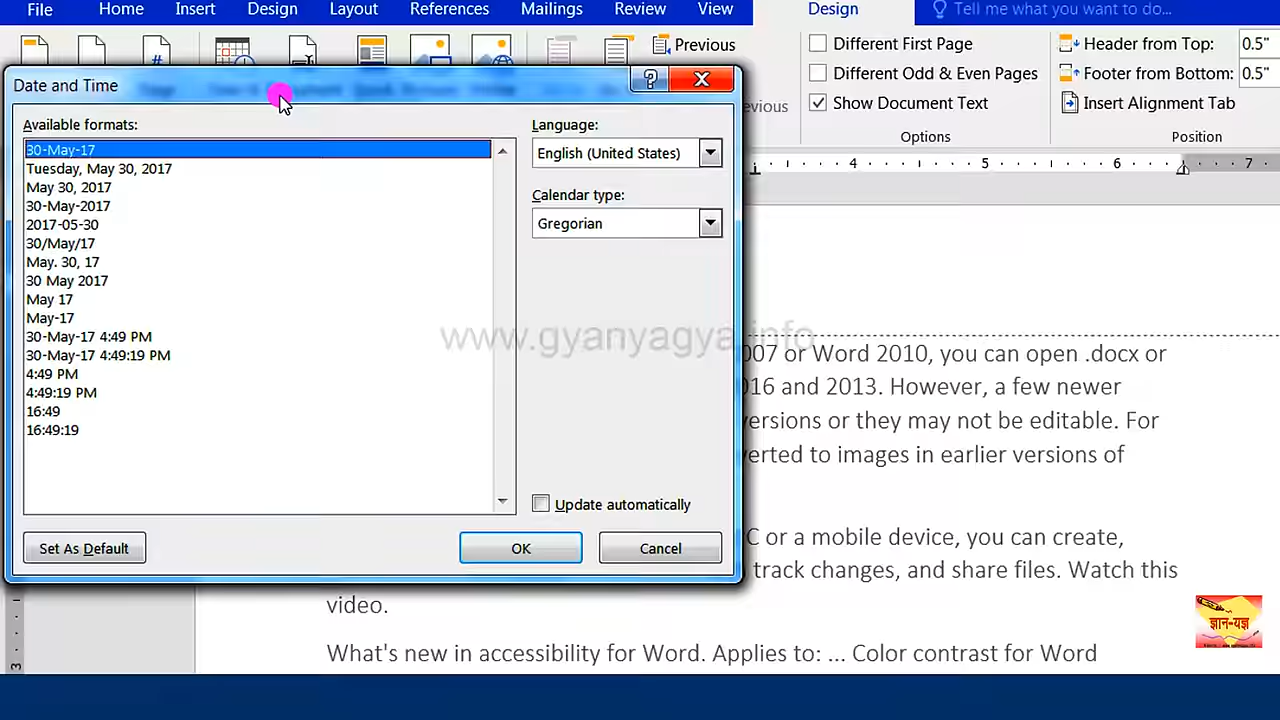 File Home Insert Design Layout References Mailings Review View Design Tell me what you want to do...
Previous
Different First Page
Different Odd & Even Pages
Show Document Text
Options
Header from Top: 0.5"
Footer from Bottom: 0.5"
Insert Alignment Tab
Position
evious
Date and Time
Available formats:
30-May-17
Tuesday, May 30, 2017
May 30, 2017
30-May-2017
2017-05-30
30/May/17
May. 30, 17
30 May 2017
May 17
May-17
30-May-17 4:49 PM
30-May-17 4:49:19 PM
4:49 PM
4:49:19 PM
16:49
16:49:19
Language:
English (United States)
Calendar type:
Gregorian
Update automatically
Set As Default
OK
Cancel
4 5 6 7
www.gyanyagya.info
007 or Word 2010, you can open .docx or
016 and 2013. However, a few newer
versions or they may not be editable. For
verted to images in earlier versions of
C or a mobile device, you can create,
track changes, and share files. Watch this
video.
What's new in accessibility for Word. Applies to: ... Color contrast for Word
3
ज्ञान-यज्ञ